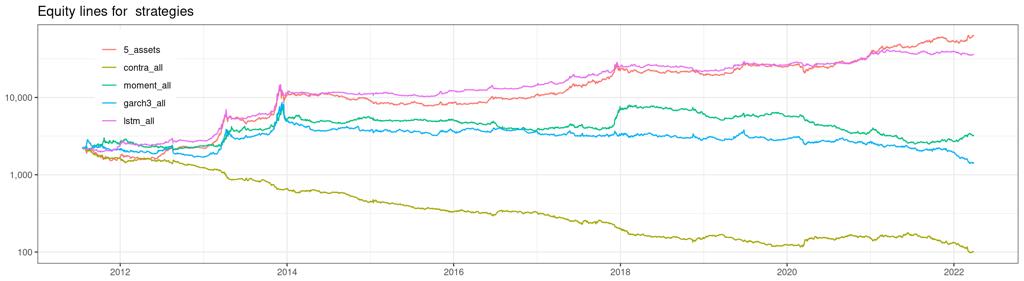 Equity lines for  strategies
5_assets
contra_all
moment_all
garch3_all
lstm_all
10,000
1,000
100
2012 2014 2016 2018 2020 2022